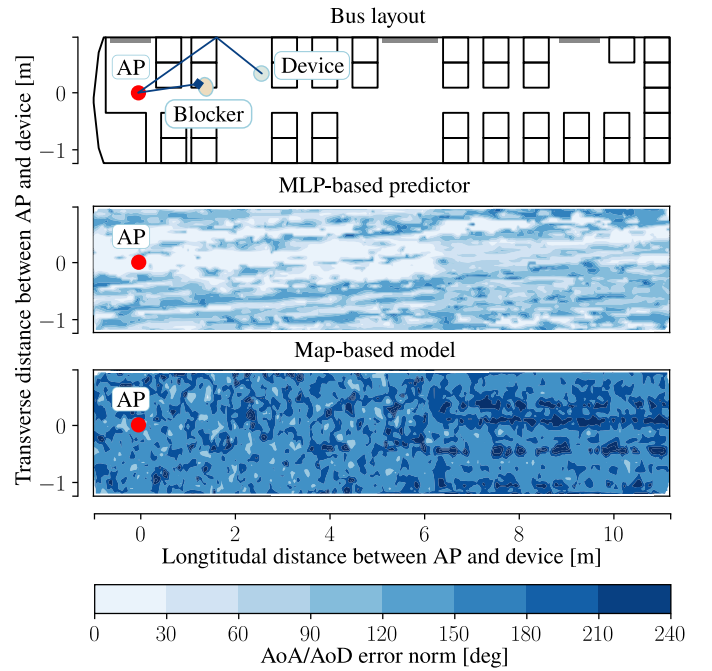 Bus layout
AP
Device
Blocker
0
−1
MLP-based predictor
AP
0
−1
Map-based model
AP
0
−1
Transverse distance between AP and device [m]
0 2 4 6 8 10
Longtitudal distance between AP and device [m]
0 30 60 90 120 150 180 210 240
AoA/AoD error norm [deg]